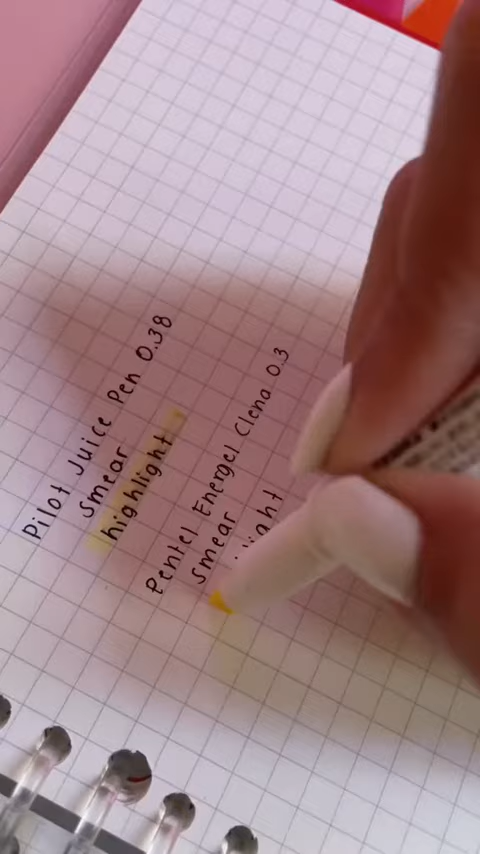 Pilot Juice Pen 0.38
smear
highlight
Pentel Energel Clena 0.3
smear